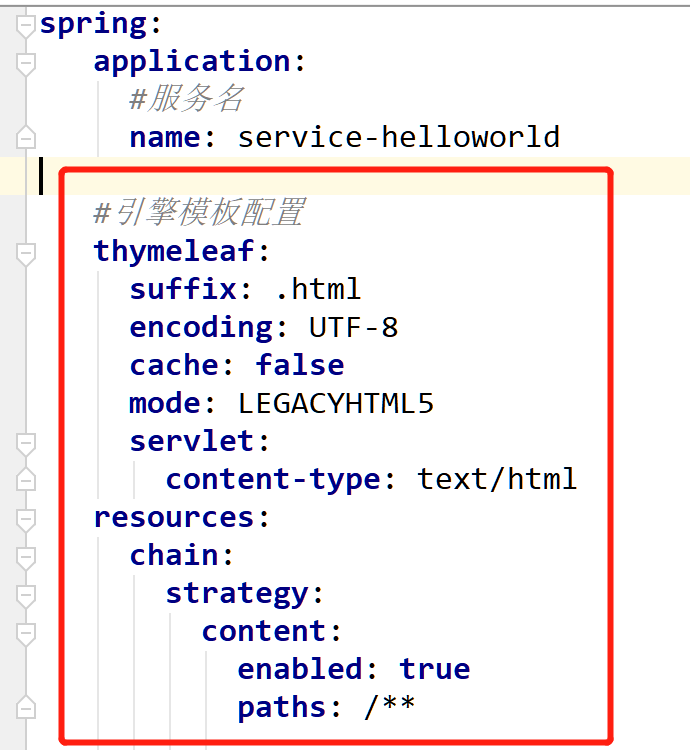 spring:
application:
#服务名
name: service-helloworld
#引擎模板配置
thymeleaf:
suffix: .html
encoding: UTF-8
cache: false
mode: LEGACYHTML5
servlet:
content-type: text/html
resources:
chain:
strategy:
content:
enabled: true
paths: /**